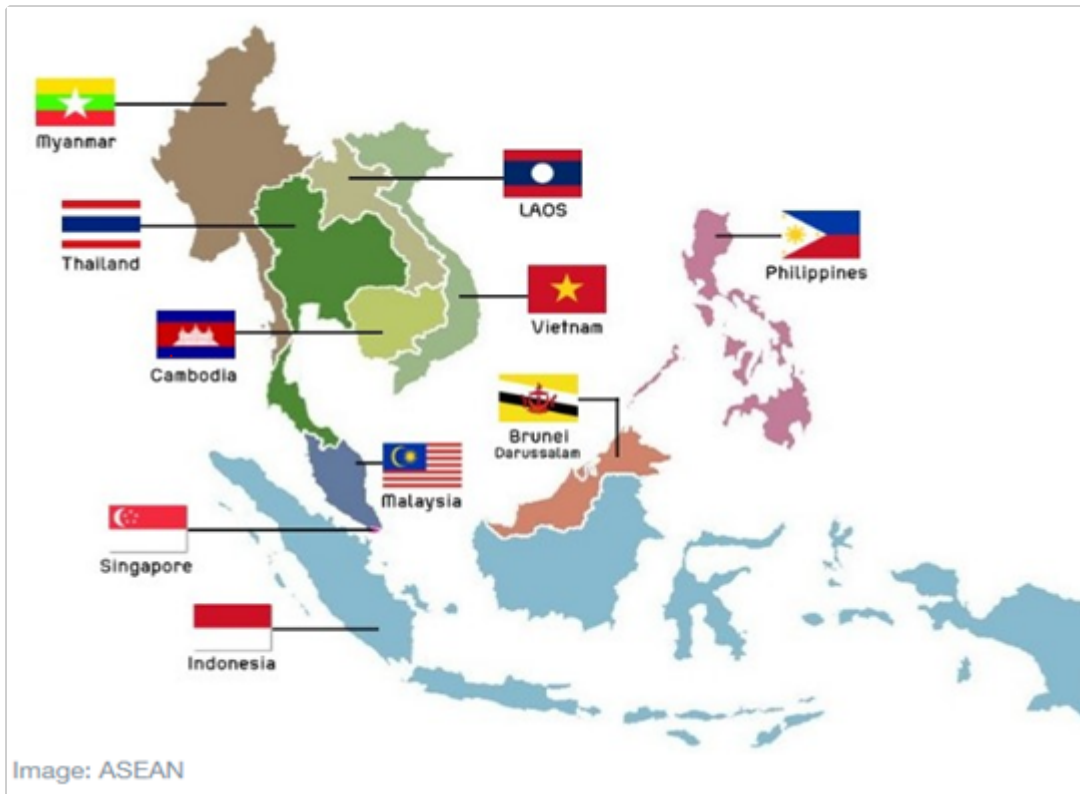 Myanmar
LAOS
Thailand
Philippines
Vietnam
Cambodia
Brunei
Darussalam
Malaysia
Singapore
Indonesia
Image: ASEAN